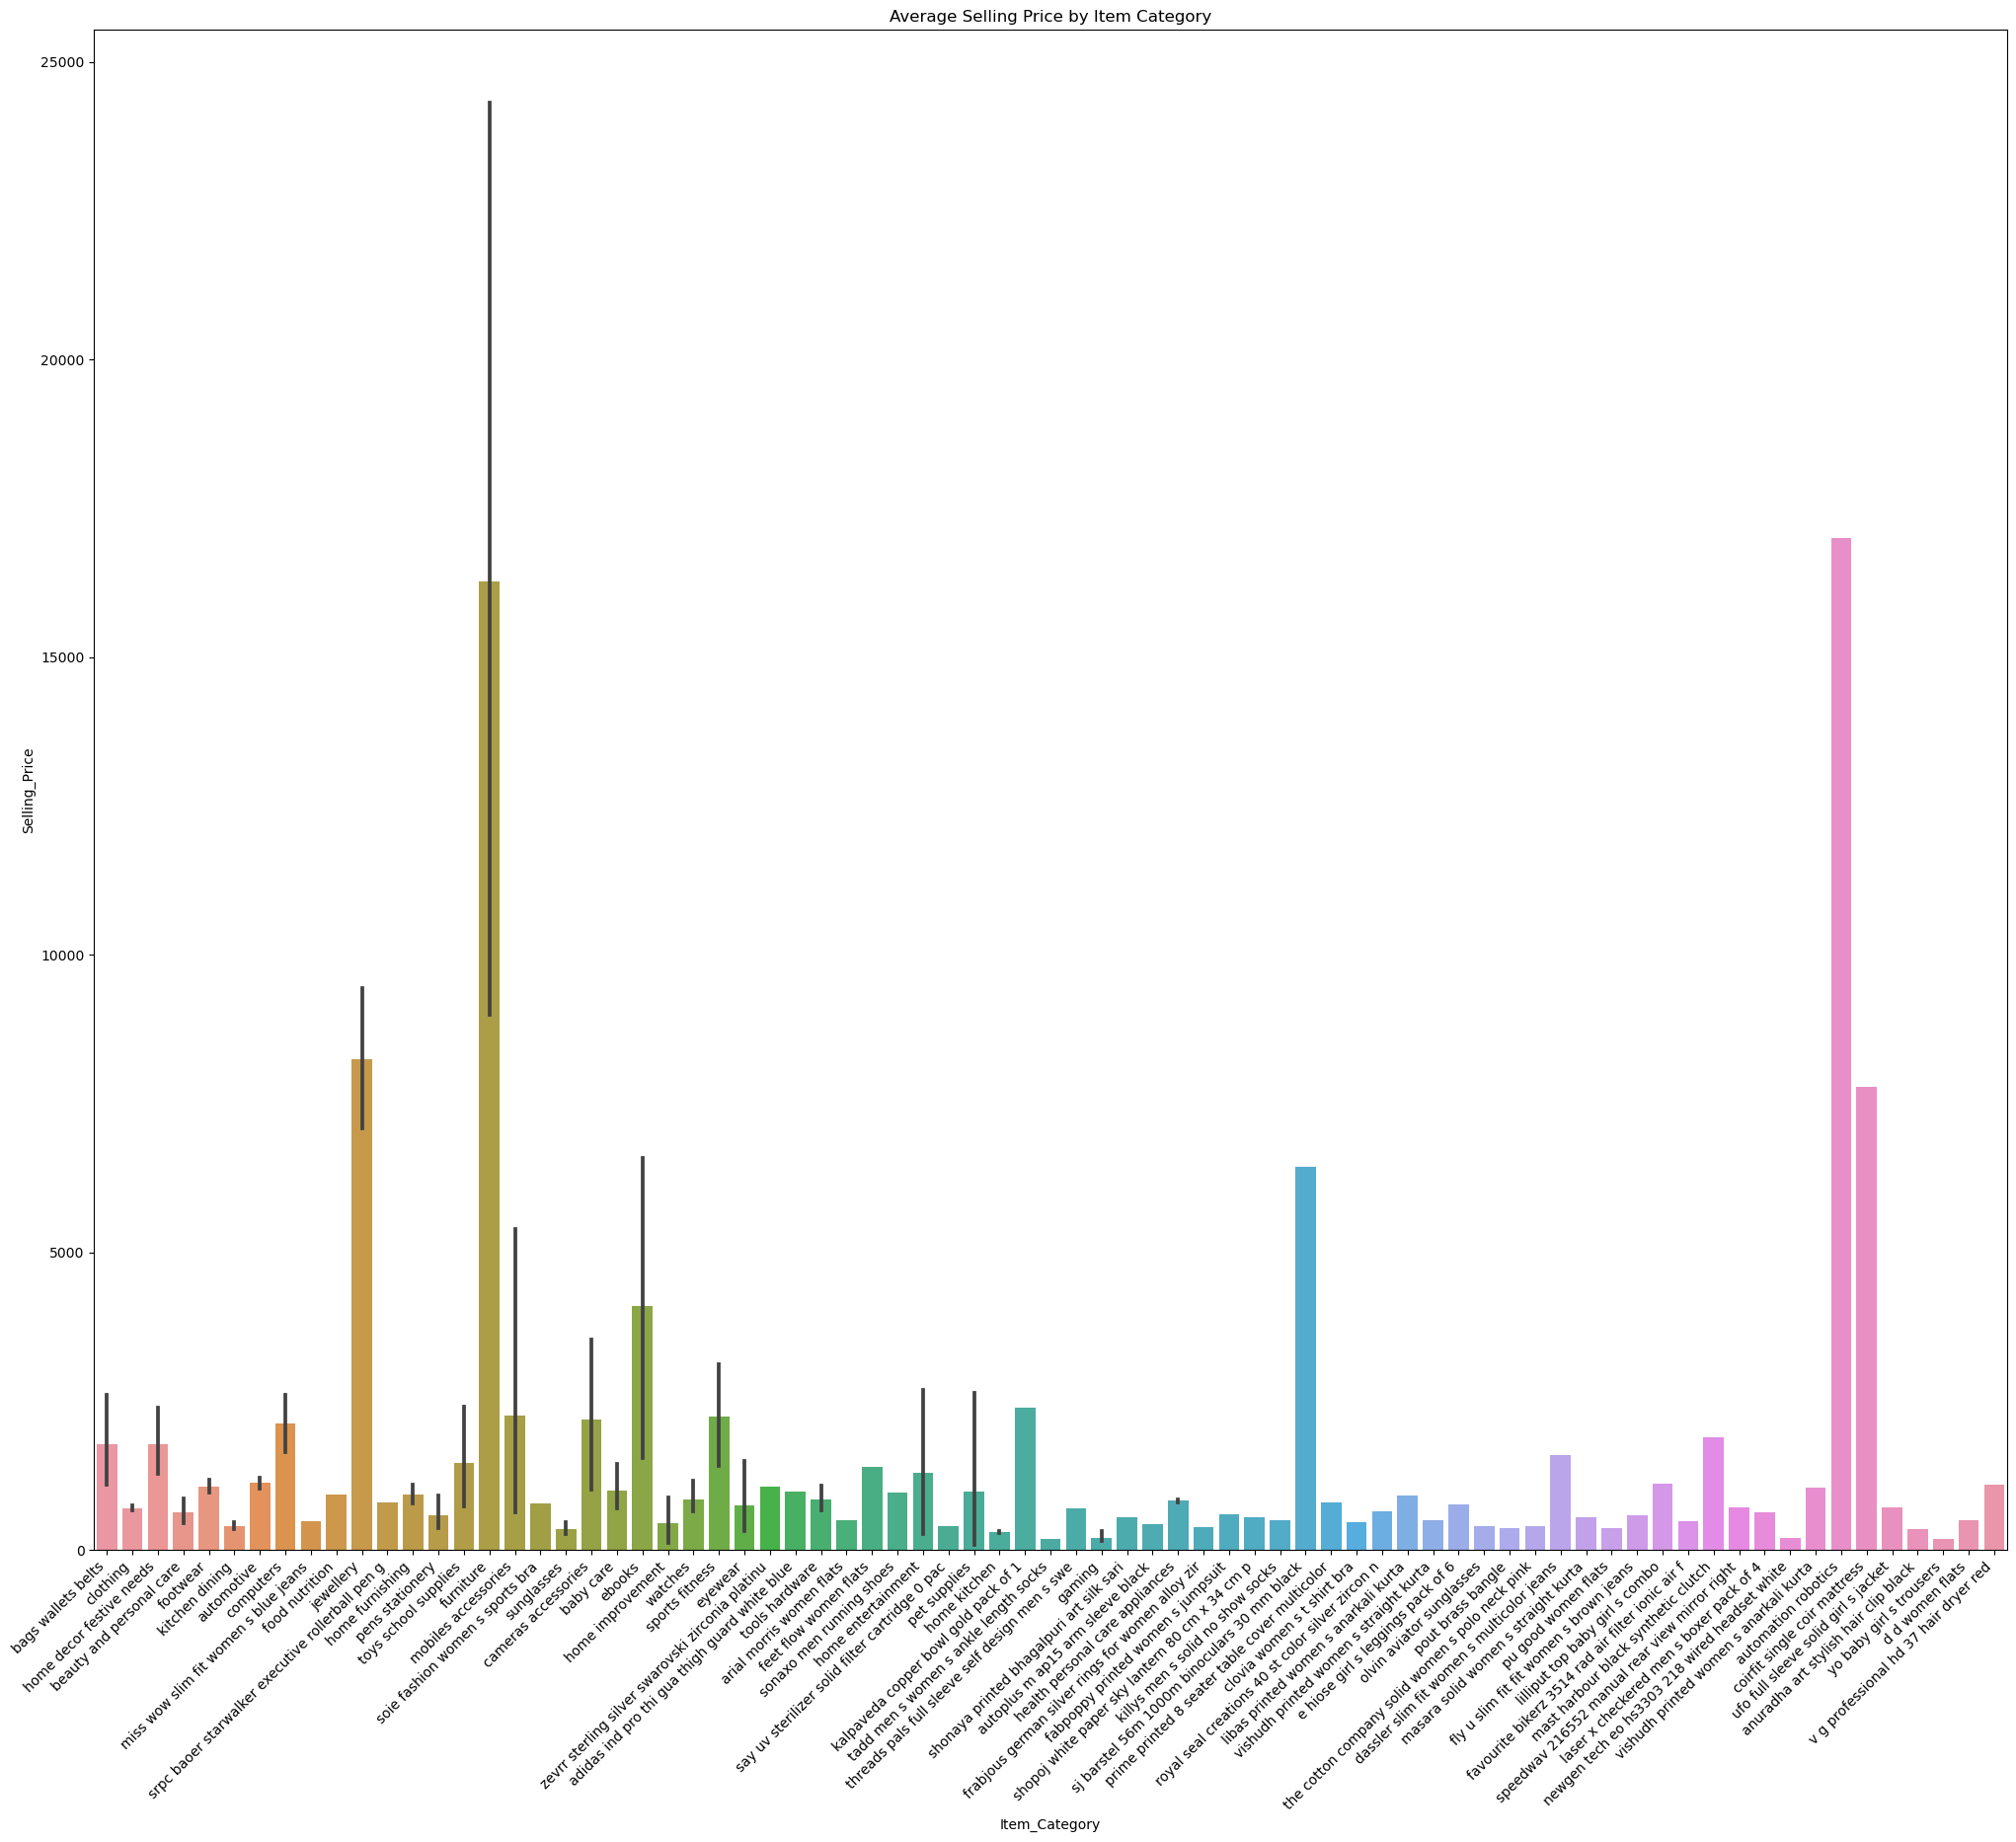 Average Selling Price by Item Category
25000
20000
15000
10000
5000
0
Selling_Price
bags wallets belts
clothing
home decor festive needs
beauty and personal care
footwear
kitchen dining
automotive
computers
miss wow slim fit women s blue jeans
food nutrition
jewellery
srpc baoer starwalker executive rollerball pen g
home furnishing
pens stationery
toys school supplies
furniture
mobiles accessories
soie fashion women s sports bra
sunglasses
cameras accessories
baby care
ebooks
home improvement
watches
sports fitness
eyewear
zevrr sterling silver swarovski zirconia platinu
adidas ind pro thi gua thigh guard white blue
tools hardware
arial morris women flats
feet flow women flats
sonaxo men running shoes
home entertainment
say uv sterilizer solid filter cartridge 0 pac
pet supplies
home kitchen
kalpaveda copper bowl gold pack of 1
tadd men s women s ankle length socks
threads pals full sleeve self design men s swe
gaming
shonaya printed bhagalpuri art silk sari
autoplus m ap15 arm sleeve black
health personal care appliances
frabjous german silver rings for women alloy zir
fabpoppy printed women s jumpsuit
shopoj white paper sky lantern 80 cm x 34 cm p
killys men s solid no show socks
sj barstel 56m 1000m binoculars 30 mm black
prime printed 8 seater table cover multicolor
clovia women s t shirt bra
royal seal creations 40 st color silver zircon n
libas printed women s anarkali kurta
vishudh printed women s straight kurta
e hiose girl s leggings pack of 6
olvin aviator sunglasses
pout brass bangle
the cotton company solid women s polo neck pink
dassler slim fit women s multicolor jeans
masara solid women s straight kurta
pu good women flats
fly u slim fit fit women s brown jeans
lilliput top baby girl s combo
favourite bikerz 3514 rad air filter ionic air f
mast harbour black synthetic clutch
speedwav 216552 manual rear view mirror right
laser x checkered men s boxer pack of 4
newgen tech eo hs3303 218 wired headset white
vishudh printed women s anarkali kurta
automation robotics
coirfit single coir mattress
ufo full sleeve solid girl s jacket
anuradha art stylish hair clip black
yo baby girl s trousers
d d women flats
v g professional hd 37 hair dryer red
Item_Category